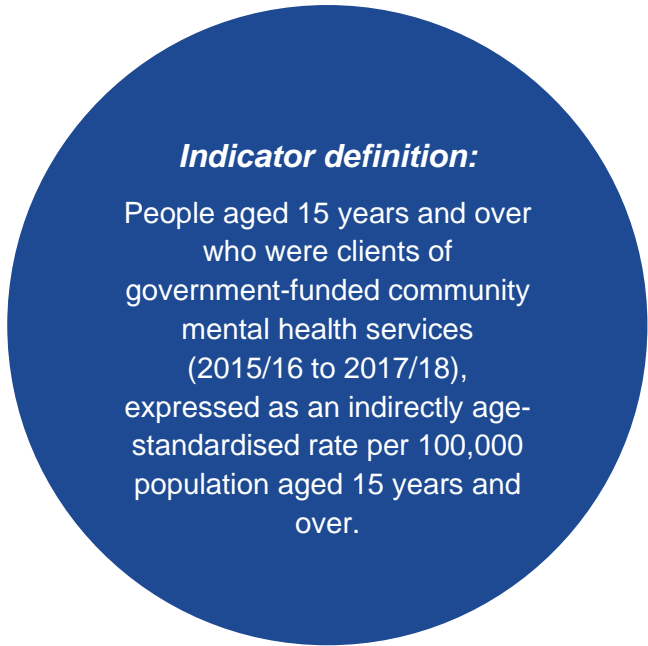 Indicator definition:
People aged 15 years and over
who were clients of
government-funded community
mental health services
(2015/16 to 2017/18),
expressed as an indirectly age-
standardised rate per 100,000
population aged 15 years and
over.